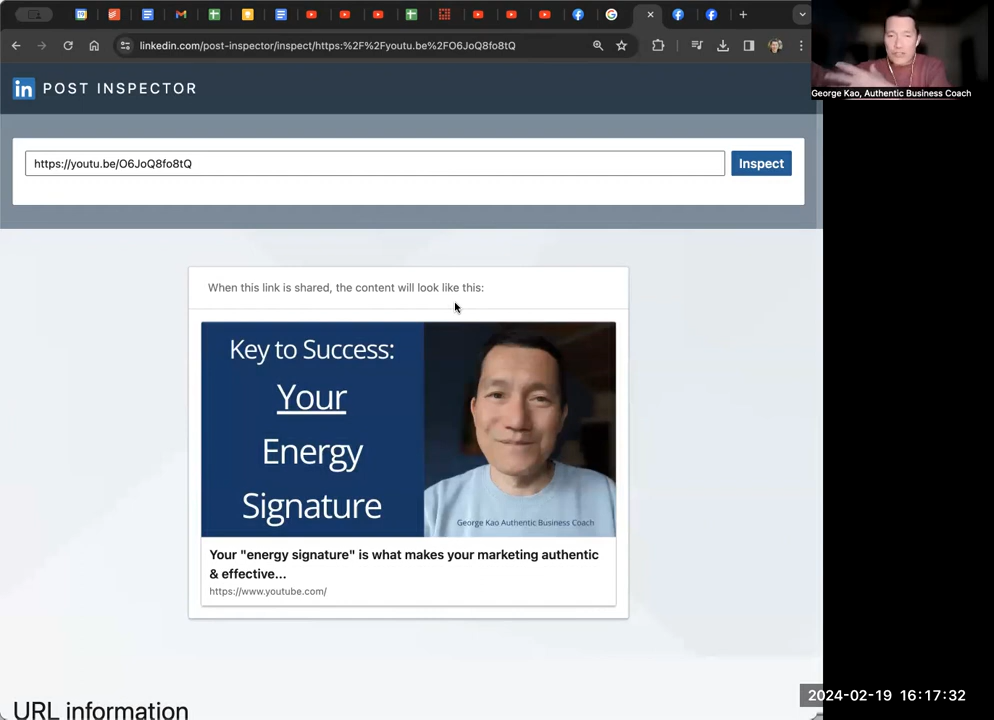 linkedin.com/post-inspector/inspect/https:%2F%2Fyoutu.be%2FO6JoQ8fo8tQ
George Kao, Authentic Business Coach
in POST INSPECTOR
https://youtu.be/O6JoQ8fo8tQ
Inspect
When this link is shared, the content will look like this:
Key to Success:
Your
Energy
Signature
George Kao Authentic Business Coach
Your "energy signature" is what makes your marketing authentic
& effective...
https://www.youtube.com/
URL information
2024-02-19 16:17:32